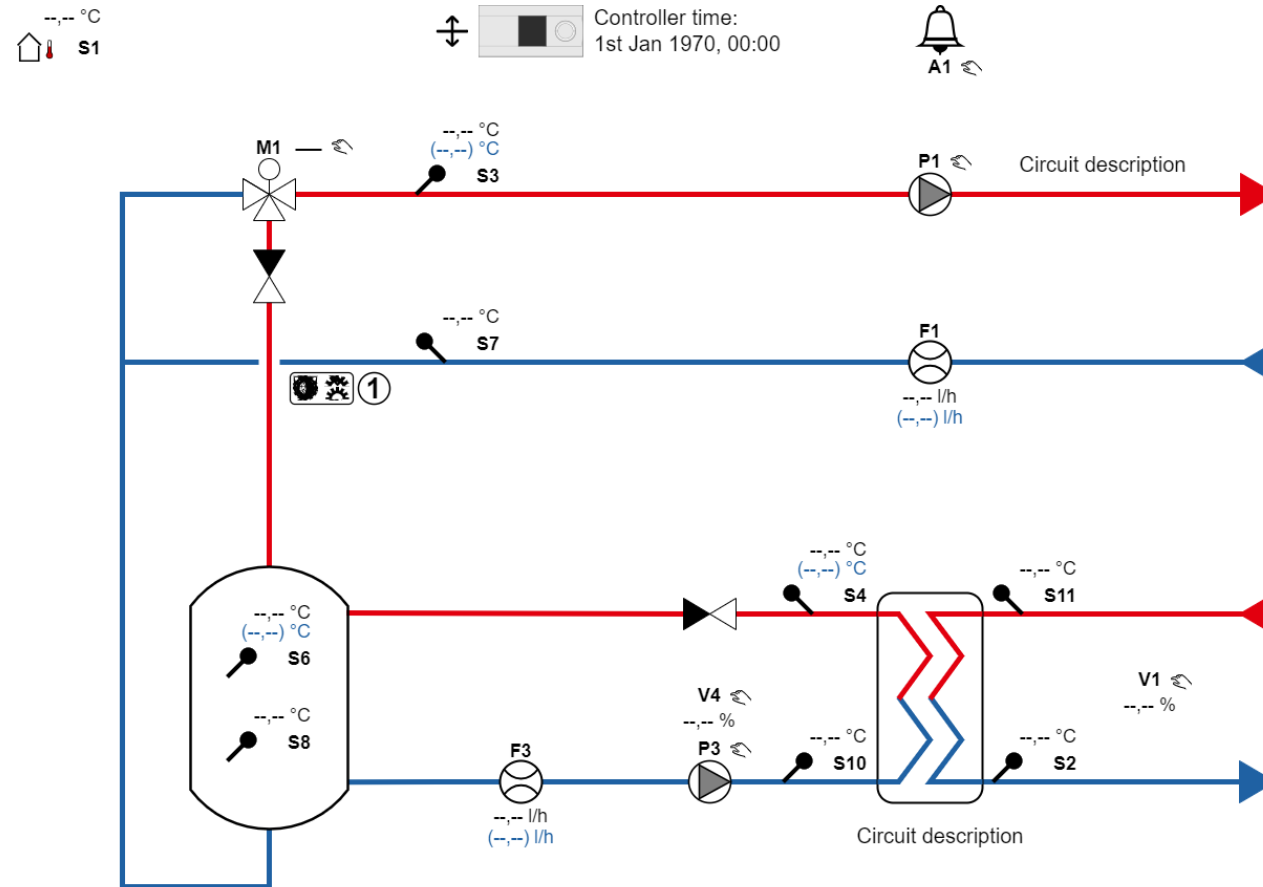 --,-- °C
S1
Controller time:
1st Jan 1970, 00:00
A1
M1
--,-- °C
(--,--) °C
S3
P1
Circuit description
--,-- °C
S7
F1
--,-- l/h
(--,--) l/h
1
--,-- °C
(--,--) °C
S4
--,-- °C
S11
--,-- °C
(--,--) °C
S6
--,-- °C
S8
V4
--,-- %
P3
V1
--,-- %
F3
--,-- l/h
(--,--) l/h
--,-- °C
S10
--,-- °C
S2
Circuit description